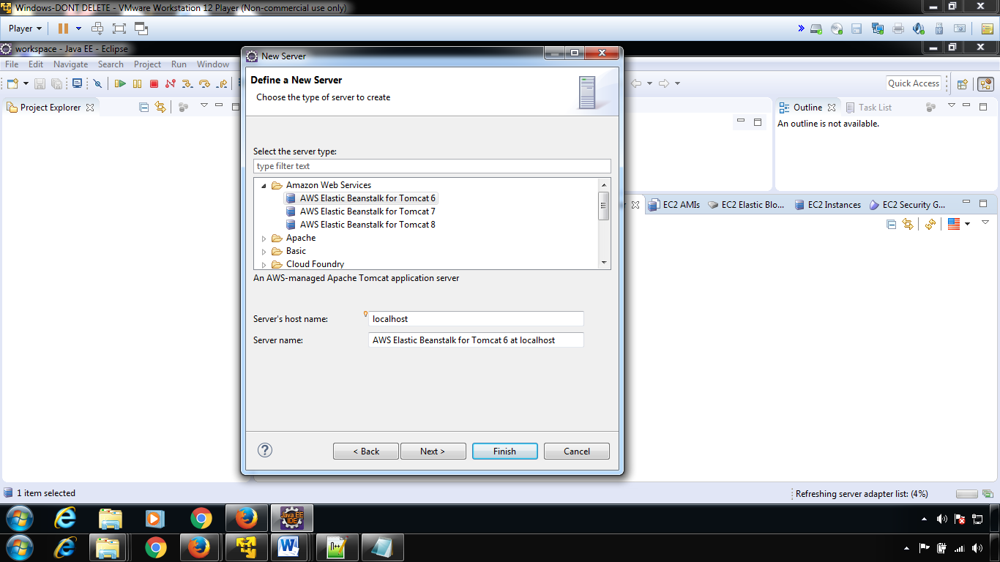 Windows-DONT DELETE - VMware Workstation 12 Player (Non-commercial use only)
Player
workspace - Java EE - Eclipse
File Edit Navigate Search Project Run Window
Quick Access
Project Explorer
New Server
Define a New Server
Choose the type of server to create
Select the server type:
type filter text
Amazon Web Services
AWS Elastic Beanstalk for Tomcat 6
AWS Elastic Beanstalk for Tomcat 7
AWS Elastic Beanstalk for Tomcat 8
Apache
Basic
Cloud Foundry
An AWS-managed Apache Tomcat application server
Server's host name: localhost
Server name: AWS Elastic Beanstalk for Tomcat 6 at localhost
< Back Next > Finish Cancel
Outline Task List
An outline is not available.
EC2 AMIs EC2 Elastic Blo... EC2 Instances EC2 Security G...
1 item selected
Refreshing server adapter list: (4%)
Java EE
IDE